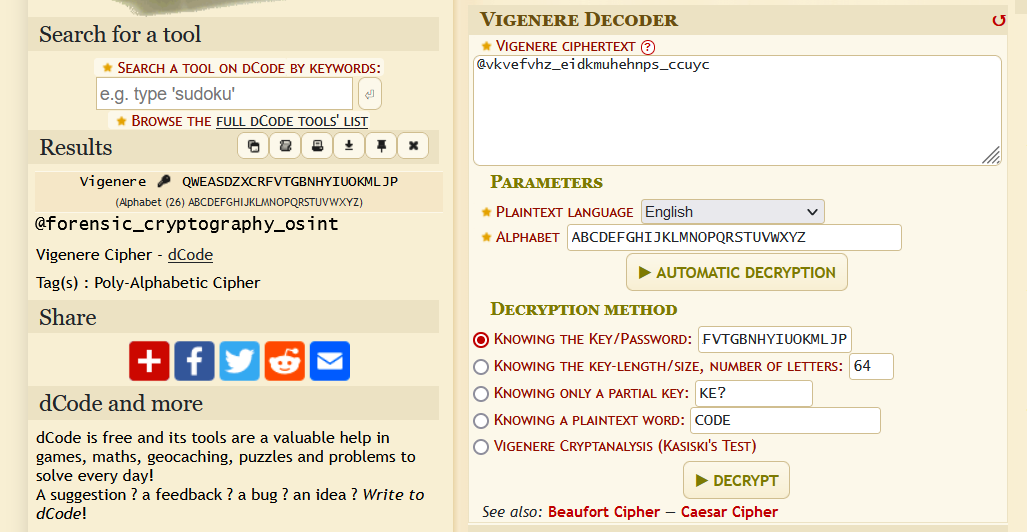 Search for a tool
★ Search a tool on dCode by keywords:
e.g. type 'sudoku'
★ Browse the full dCode tools' list
Results
Vigenere QWEASDZXCRFVTGBNHYIUOKMLJP
(Alphabet (26) ABCDEFGHIJKLMNOPQRSTUVWXYZ)
@forensic_cryptography_osint
Vigenere Cipher - dCode
Tag(s) : Poly-Alphabetic Cipher
Share
dCode and more
dCode is free and its tools are a valuable help in
games, maths, geocaching, puzzles and problems to
solve every day!
A suggestion ? a feedback ? a bug ? an idea ? Write to
dCode!
Vigenere Decoder
★ Vigenere ciphertext ?
@vkvefvhz_eidkmuhehnps_ccuyc
Parameters
★ Plaintext language English
★ Alphabet ABCDEFGHIJKLMNOPQRSTUVWXYZ
▶ AUTOMATIC DECRYPTION
Decryption method
Knowing the Key/Password: FVTGBNHYIUOKMLJP
Knowing the key-length/size, number of letters: 64
Knowing only a partial key: KE?
Knowing a plaintext word: CODE
Vigenere Cryptanalysis (Kasiski's Test)
▶ DECRYPT
See also: Beaufort Cipher — Caesar Cipher